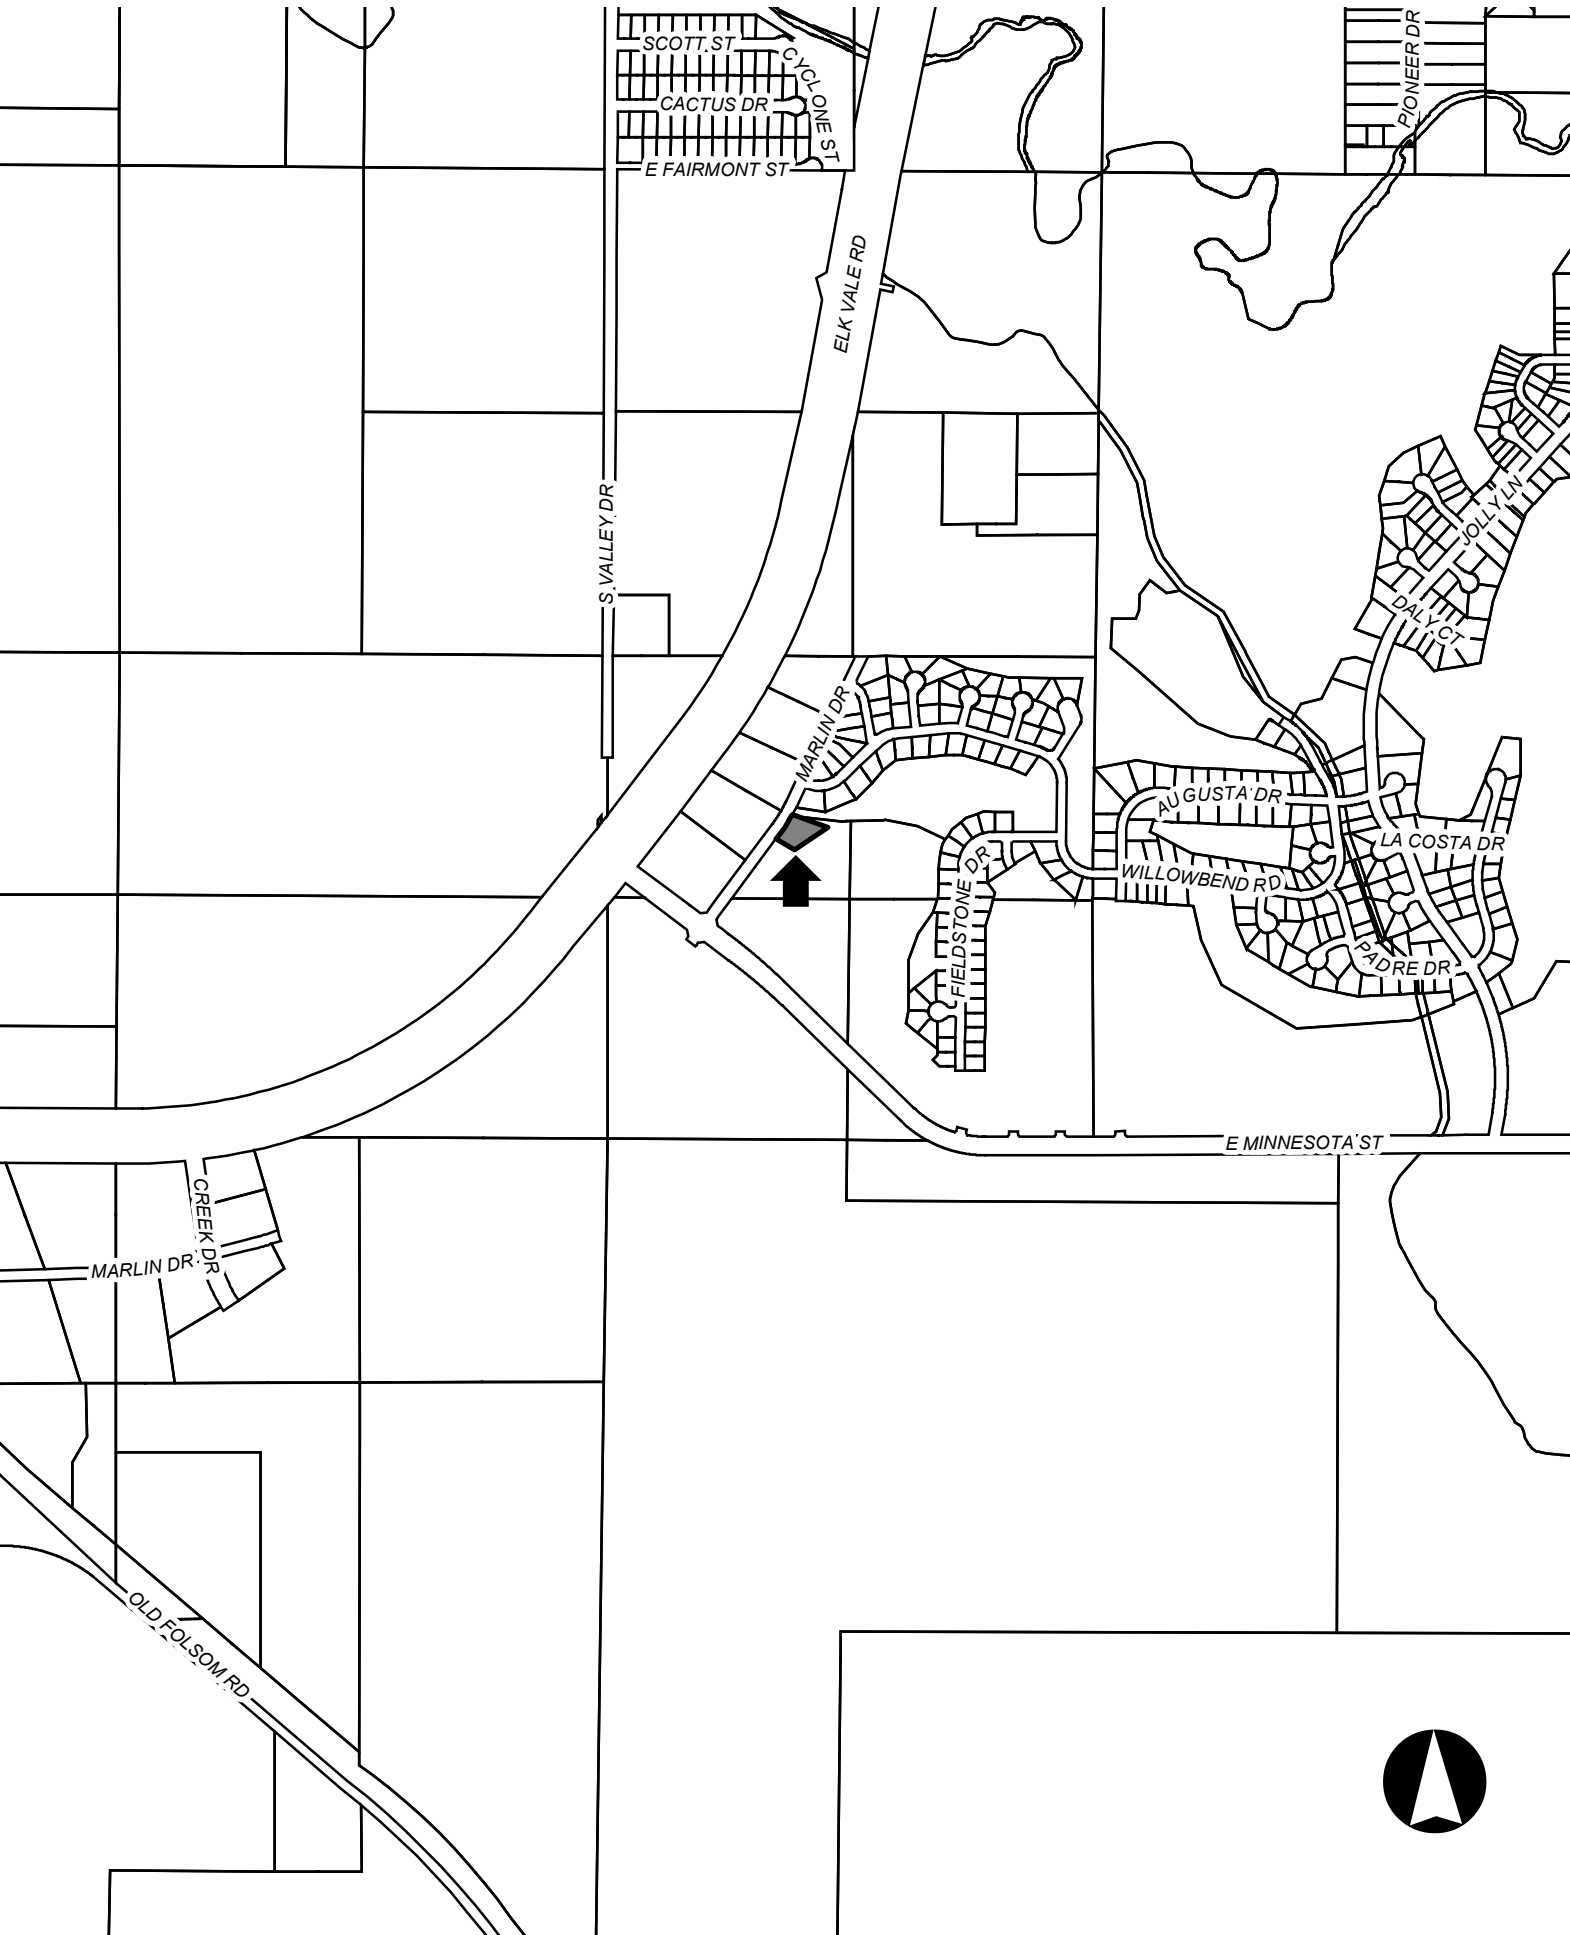 SCOTT ST
CYCLONE ST
PIONEER DR
CACTUS DR
E FAIRMONT ST
ELK VALE RD
S VALLEY DR
JOLLY LN
DALY CT
MARLIN DR
AUGUSTA DR
LA COSTA DR
FIELDSTONE DR
WILLOWBEND RD
PADRE DR
E MINNESOTA ST
CREEK DR
MARLIN DR
OLD FOLSOM RD